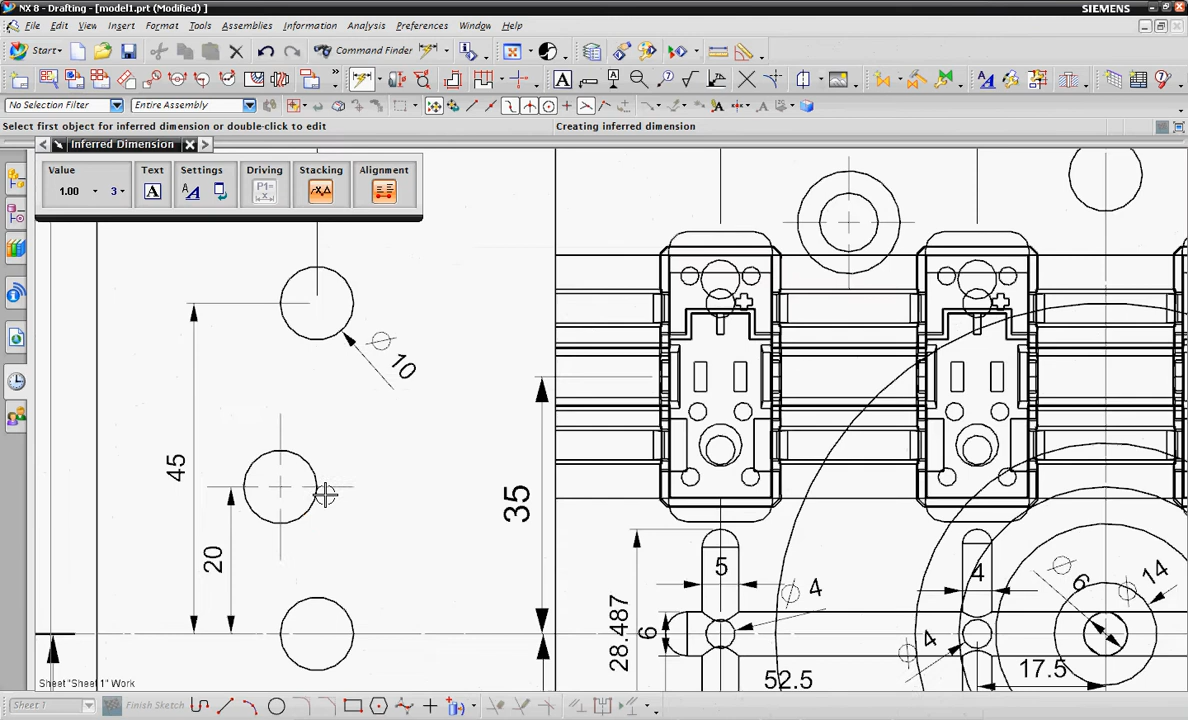 NX 8 - Drafting - [model1.prt (Modified) ]
SIEMENS
File Edit View Insert Format Tools Assemblies Information Analysis Preferences Window Help
Start Command Finder
No Selection Filter Entire Assembly
Select first object for inferred dimension or double-click to edit
Creating inferred dimension
Inferred Dimension
Value Text Settings Driving Stacking Alignment
1.00 3 A P1= A
10
45
35
20
5
4
4
6
14
28.487
6
4
17.5
52.5
Sheet "Sheet 1" Work
Sheet 1 Finish Sketch